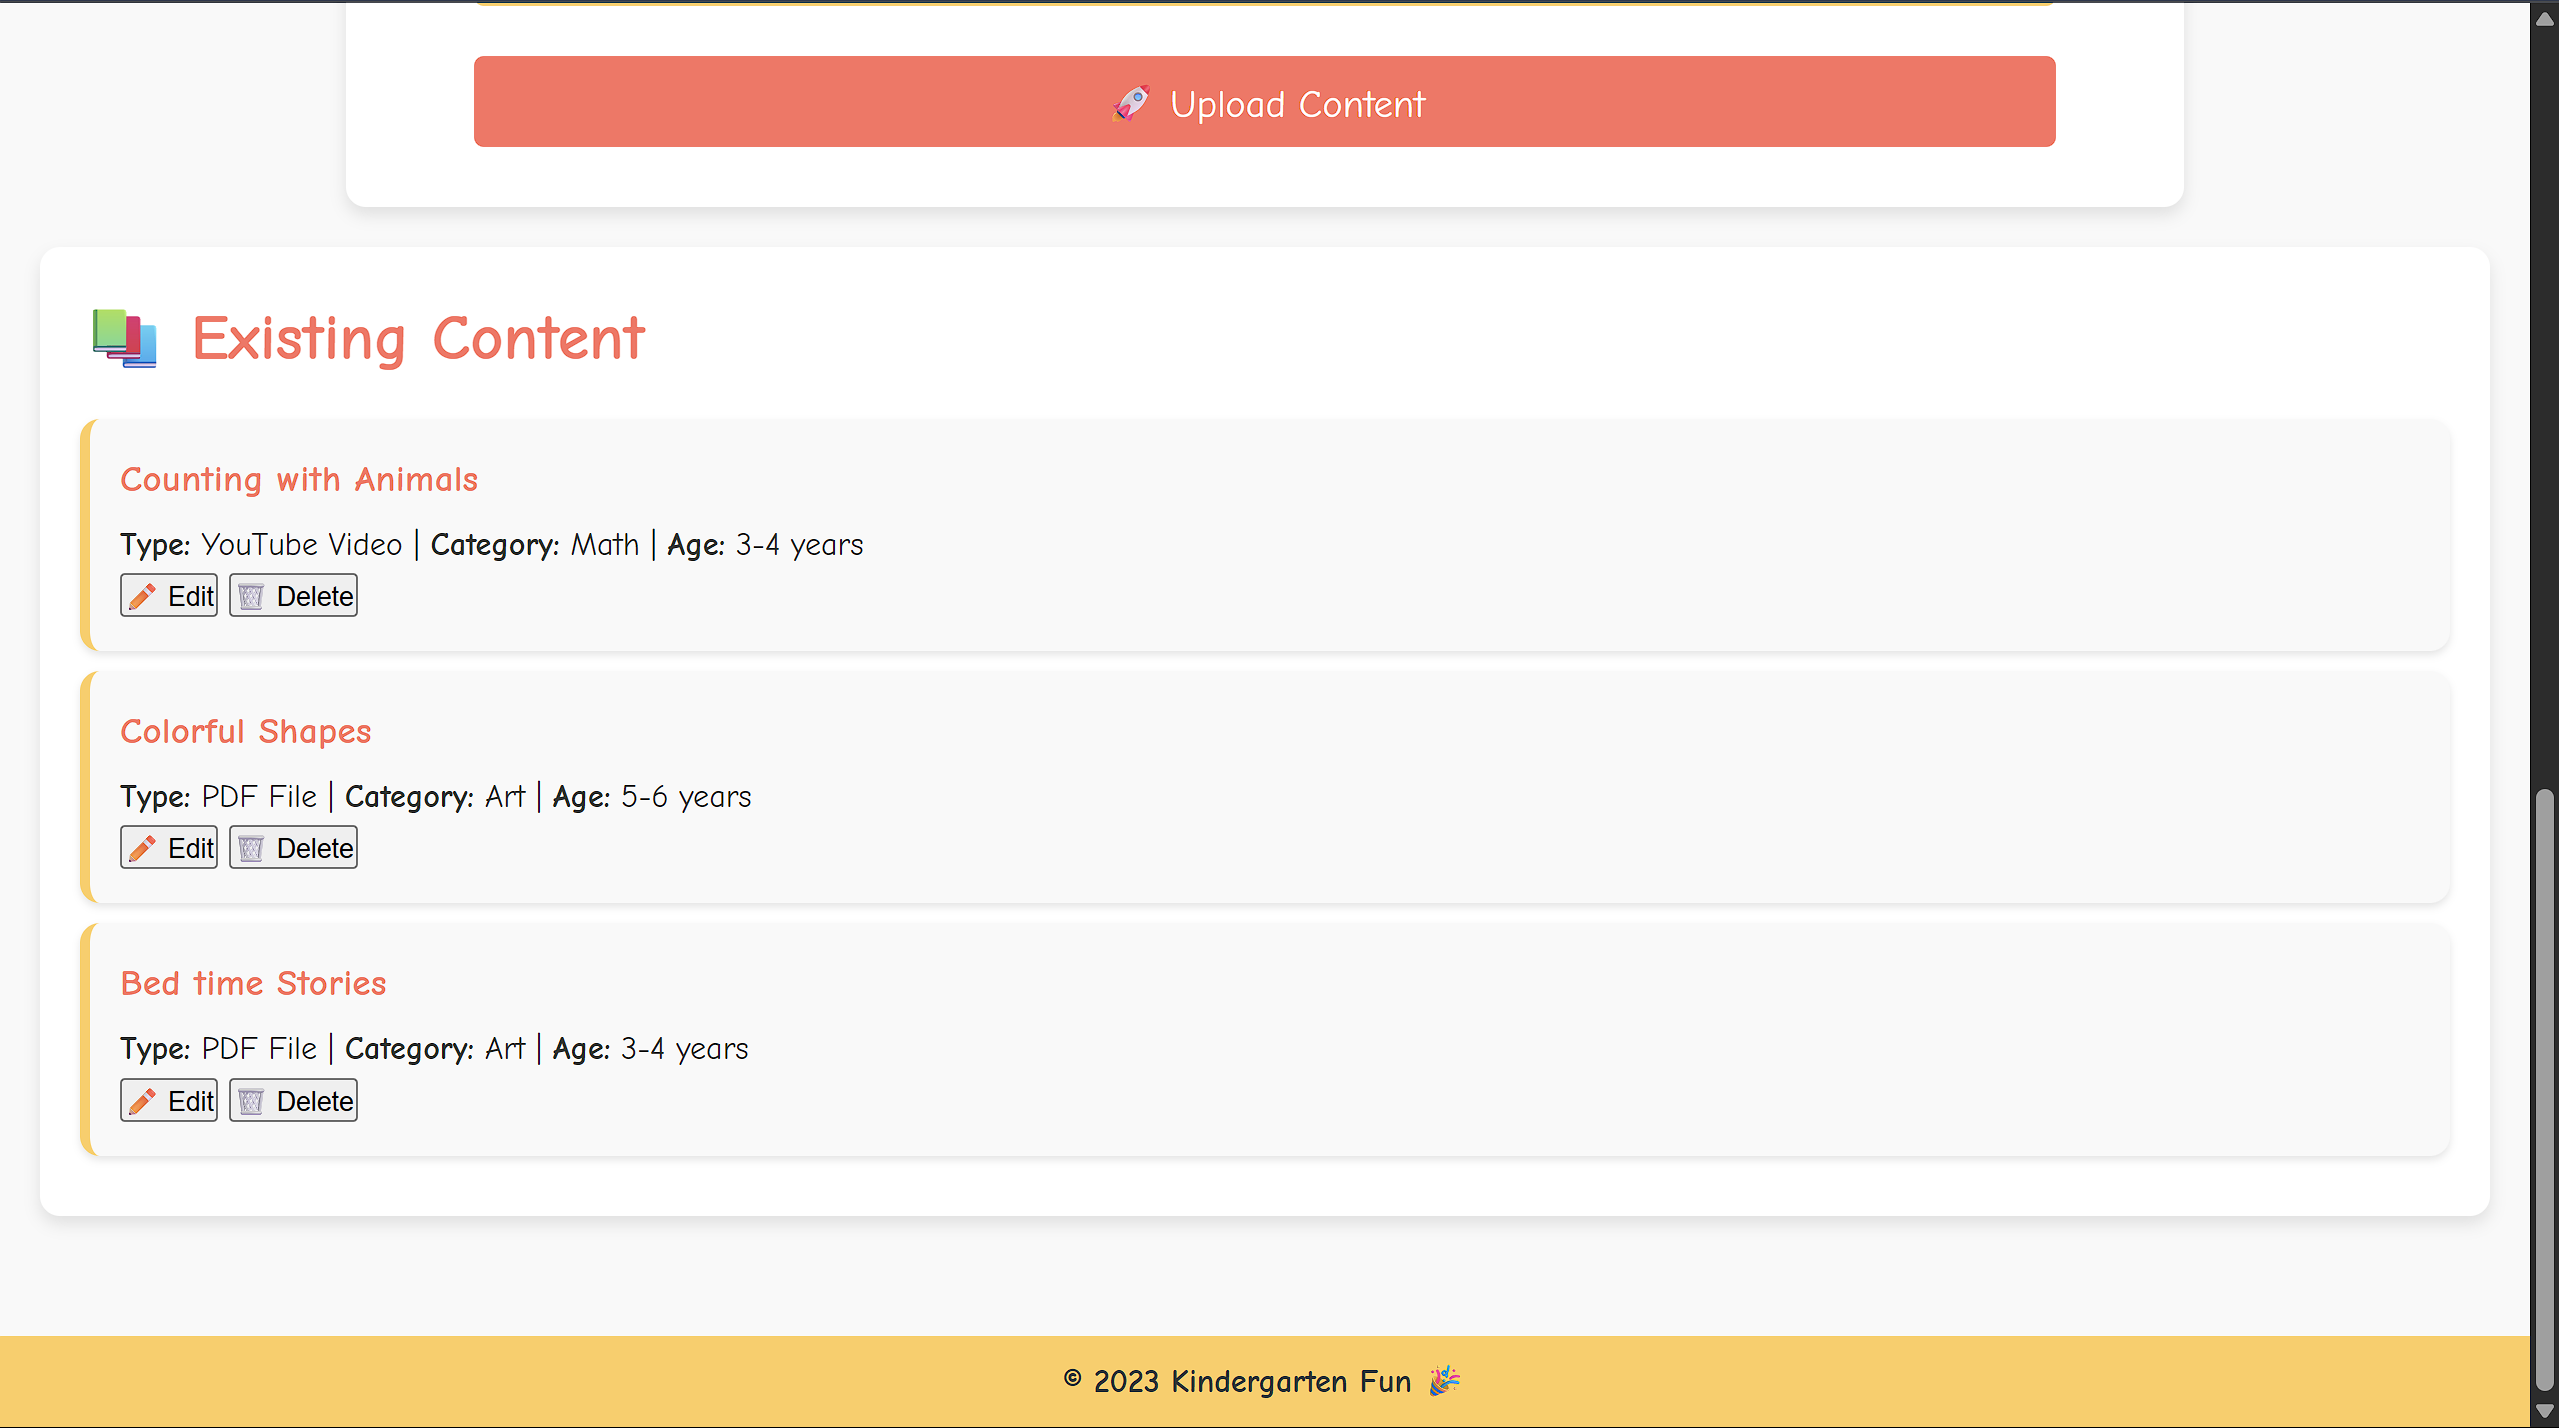 🚀 Upload Content
📚 Existing Content
Counting with Animals
Type: YouTube Video | Category: Math | Age: 3-4 years
✏️ Edit 🗑️ Delete
Colorful Shapes
Type: PDF File | Category: Art | Age: 5-6 years
✏️ Edit 🗑️ Delete
Bed time Stories
Type: PDF File | Category: Art | Age: 3-4 years
✏️ Edit 🗑️ Delete
© 2023 Kindergarten Fun 🎉